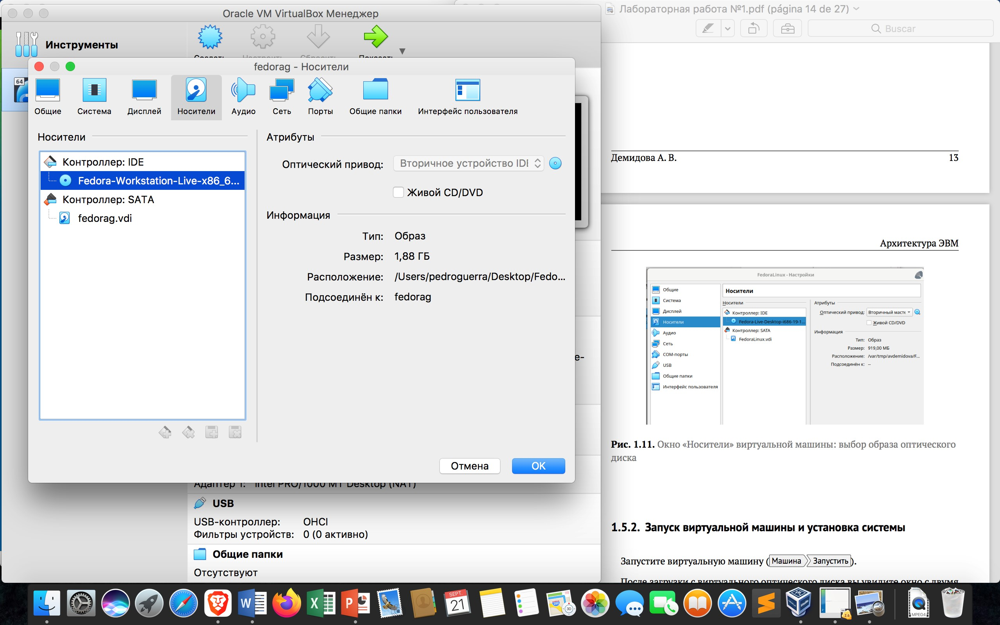 Oracle VM VirtualBox Менеджер
Инструменты
64
fedorag - Носители
Общие
Система
Дисплей
Носители
Аудио
Сеть
Порты
Общие папки
Интерфейс пользователя
Носители
Контроллер: IDE
Fedora-Workstation-Live-x86_6...
Контроллер: SATA
fedorag.vdi
Атрибуты
Оптический привод:
Вторичное устройство IDE
Живой CD/DVD
Информация
Тип: Образ
Размер: 1,88 ГБ
Расположение: /Users/pedroguerra/Desktop/Fedo...
Подсоединён к: fedorag
Отмена
OK
e-
Адаптер 1: Intel PRO/1000 MT Desktop (NAT)
USB
USB-контроллер: OHCI
Фильтры устройств: 0 (0 активно)
Общие папки
Отсутствуют
Лабораторная работа №1.pdf (página 14 de 27)
Buscar
Демидова А. В. 13
Архитектура ЭВМ
FedoraLinux - Настройки
Общие
Система
Дисплей
Носители
Аудио
Сеть
COM-порты
USB
Общие папки
Интерфейс пользователя
Носители
Носители
Контроллер: IDE
Fedora-Live-Desktop-i686-19-1...
Контроллер: SATA
FedoraLinux.vdi
Атрибуты
Оптический привод: Вторичный масте
Живой CD/DVD
Информация
Тип: Образ
Размер: 919,00 МБ
Расположение: /var/tmp/avdemidova/F...
Подсоединён к: --
Рис. 1.11. Окно «Носители» виртуальной машины: выбор образа оптического
диска
1.5.2. Запуск виртуальной машины и установка системы
Запустите виртуальную машину (Машина Запустить).
После загрузки с виртуального оптического диска вы увидите окно с двумя
SEPT.
21
280
3D
2.6
MPEG4